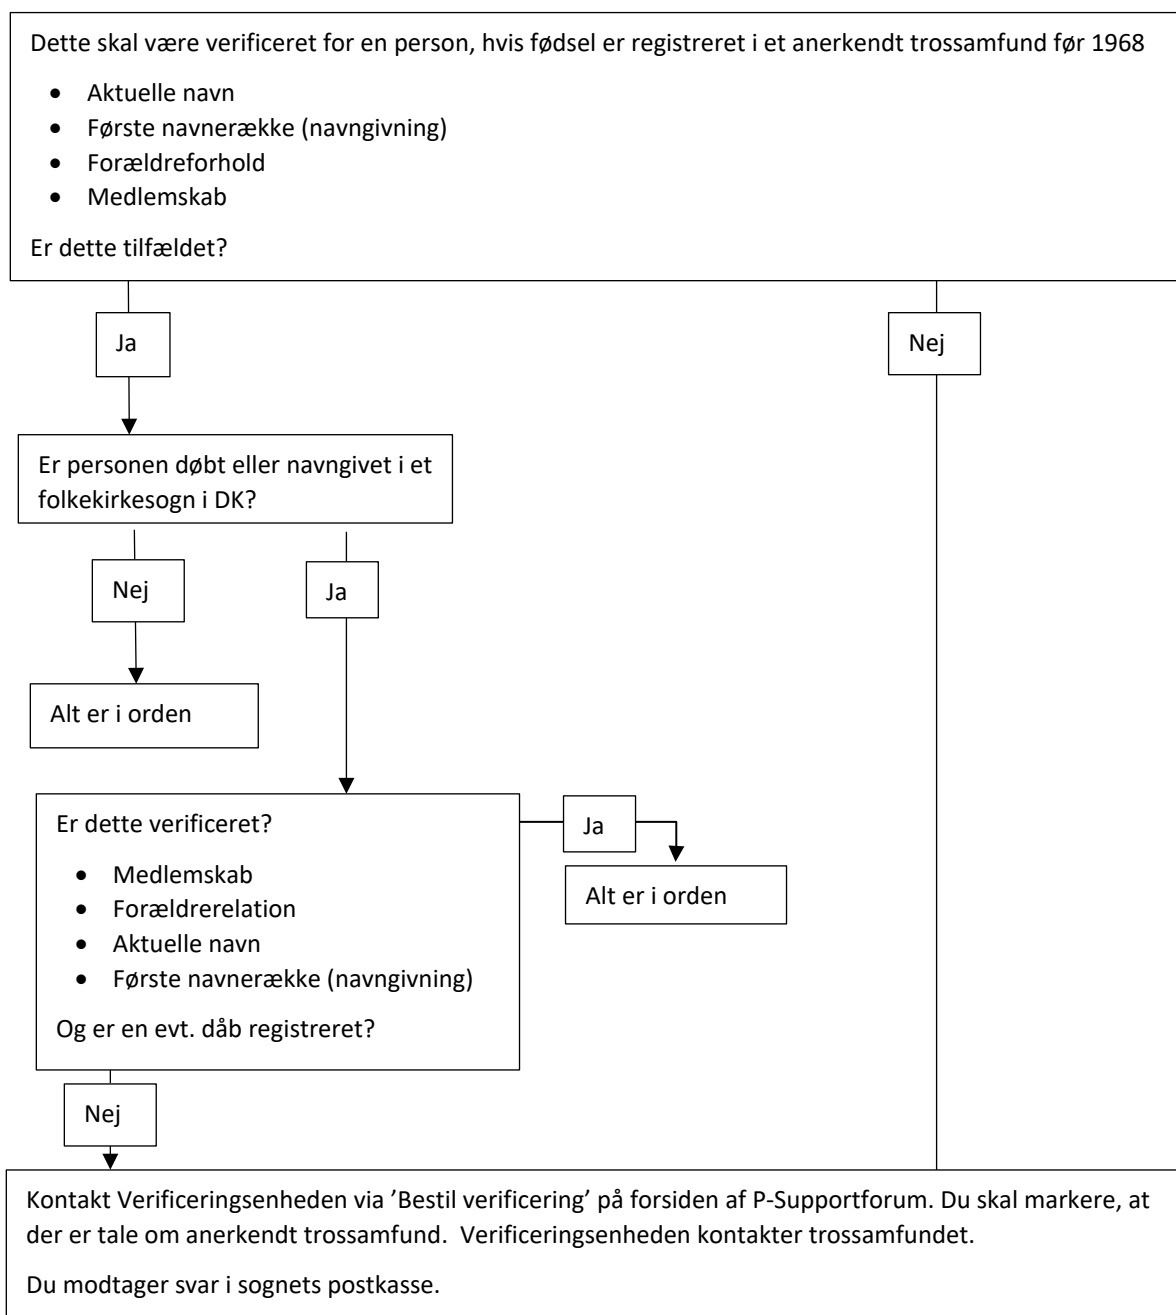 Dette skal være verificeret for en person, hvis fødsel er registreret i et anerkendt trossamfund før 1968
• Aktuelle navn
• Første navnerække (navngivning)
• Forældreforhold
• Medlemskab
Er dette tilfældet?
Ja
Nej
Er personen døbt eller navngivet i et
folkekirkesogn i DK?
Nej
Ja
Alt er i orden
Er dette verificeret?
• Medlemskab
• Forældrerelation
• Aktuelle navn
• Første navnerække (navngivning)
Og er en evt. dåb registreret?
Ja
Alt er i orden
Nej
Kontakt Verificeringsenheden via ’Bestil verificering’ på forsiden af P-Supportforum. Du skal markere, at
der er tale om anerkendt trossamfund. Verificeringsenheden kontakter trossamfundet.
Du modtager svar i sognets postkasse.